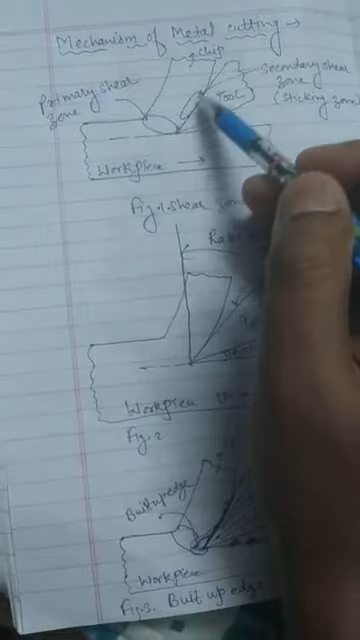 Mechanism of Metal cutting →
chip
Primary shear
zone
secondary shear
zone
(sticking zone
Tool
Workpiece →
Fig.1. shear zon
Workpiece
Fig. 2
Built up edge
Workpiece
Fig. 3. Built up edge